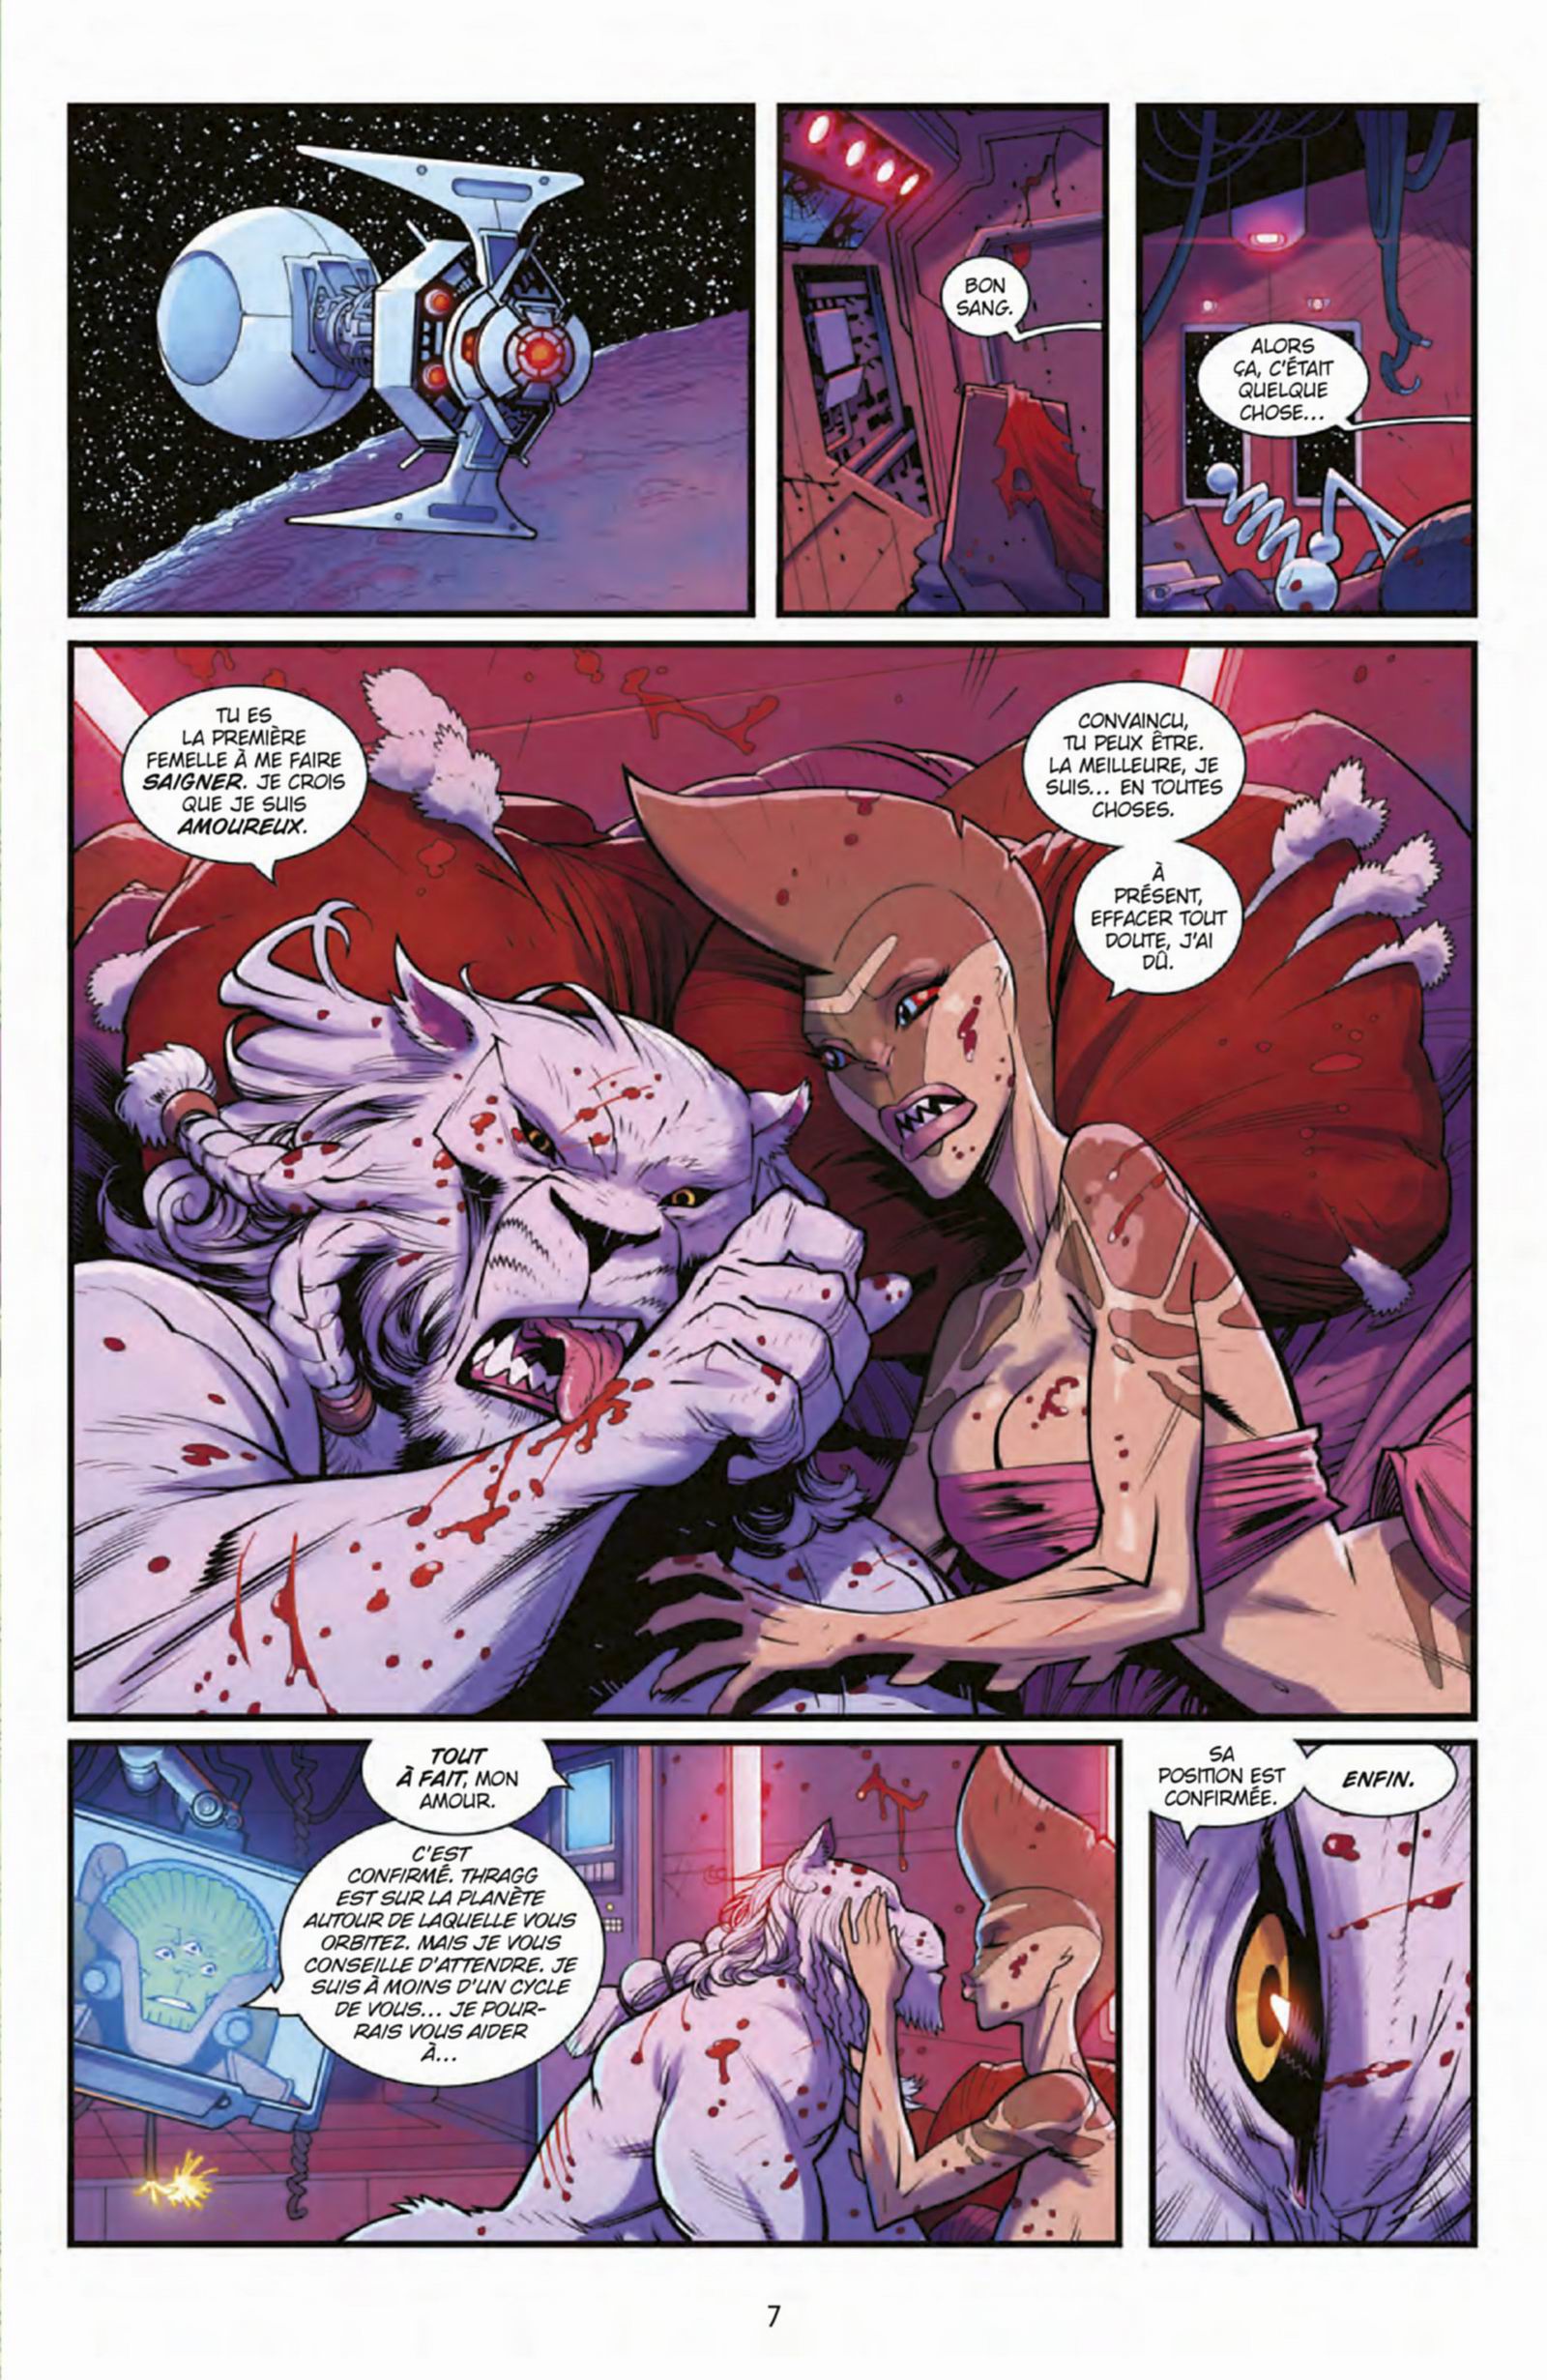 BON
SANG.
ALORS
ÇA, C'ÉTAIT
QUELQUE
CHOSE...
TU ES
LA PREMIÈRE
FEMELLE À ME FAIRE
SAIGNER. JE CROIS
QUE JE SUIS
AMOUREUX.
CONVAINCU,
TU PEUX ÊTRE.
LA MEILLEURE, JE
SUIS... EN TOUTES
CHOSES.
À
PRÉSENT,
EFFACER TOUT
DOUTE, J'AI
DÛ.
TOUT
À FAIT, MON
AMOUR.
C'EST
CONFIRMÉ. THRAGG
EST SUR LA PLANÈTE
AUTOUR DE LAQUELLE VOUS
ORBITEZ. MAIS JE VOUS
CONSEILLE D'ATTENDRE. JE
SUIS À MOINS D'UN CYCLE
DE VOUS... JE POUR-
RAIS VOUS AIDER
À...
SA
POSITION EST
CONFIRMÉE.
ENFIN.
7